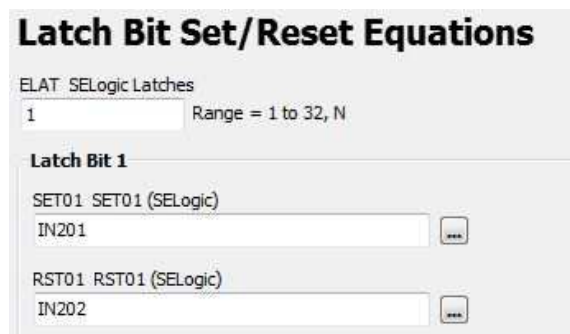 Latch Bit Set/Reset Equations
ELAT SELogic Latches
1 Range = 1 to 32, N
Latch Bit 1
SET01 SET01 (SELogic)
IN201
...
RST01 RST01 (SELogic)
IN202
...